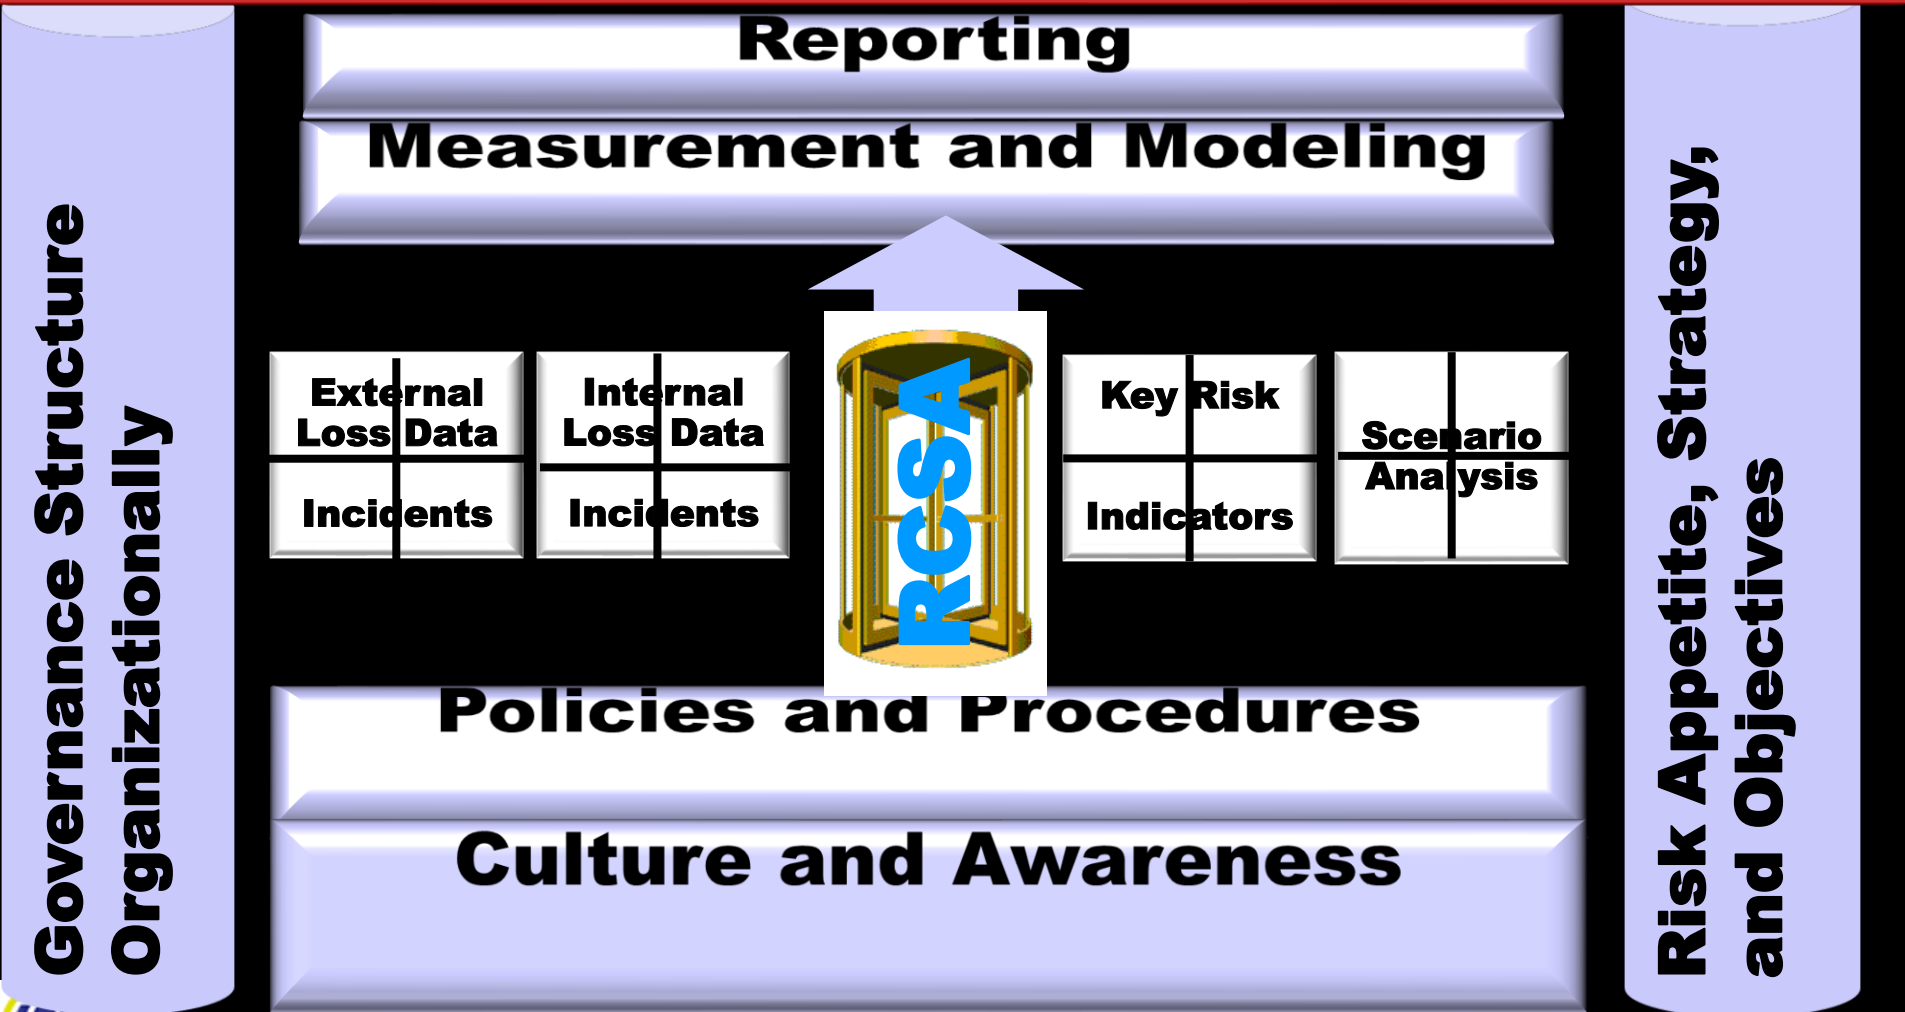 Governance Structure
Organizationally
Reporting
Measurement and Modeling
External
Loss Data
Incidents
Internal
Loss Data
Incidents
RCSA
Key Risk
Indicators
Scenario
Analysis
Policies and Procedures
Culture and Awareness
Risk Appetite, Strategy,
and Objectives